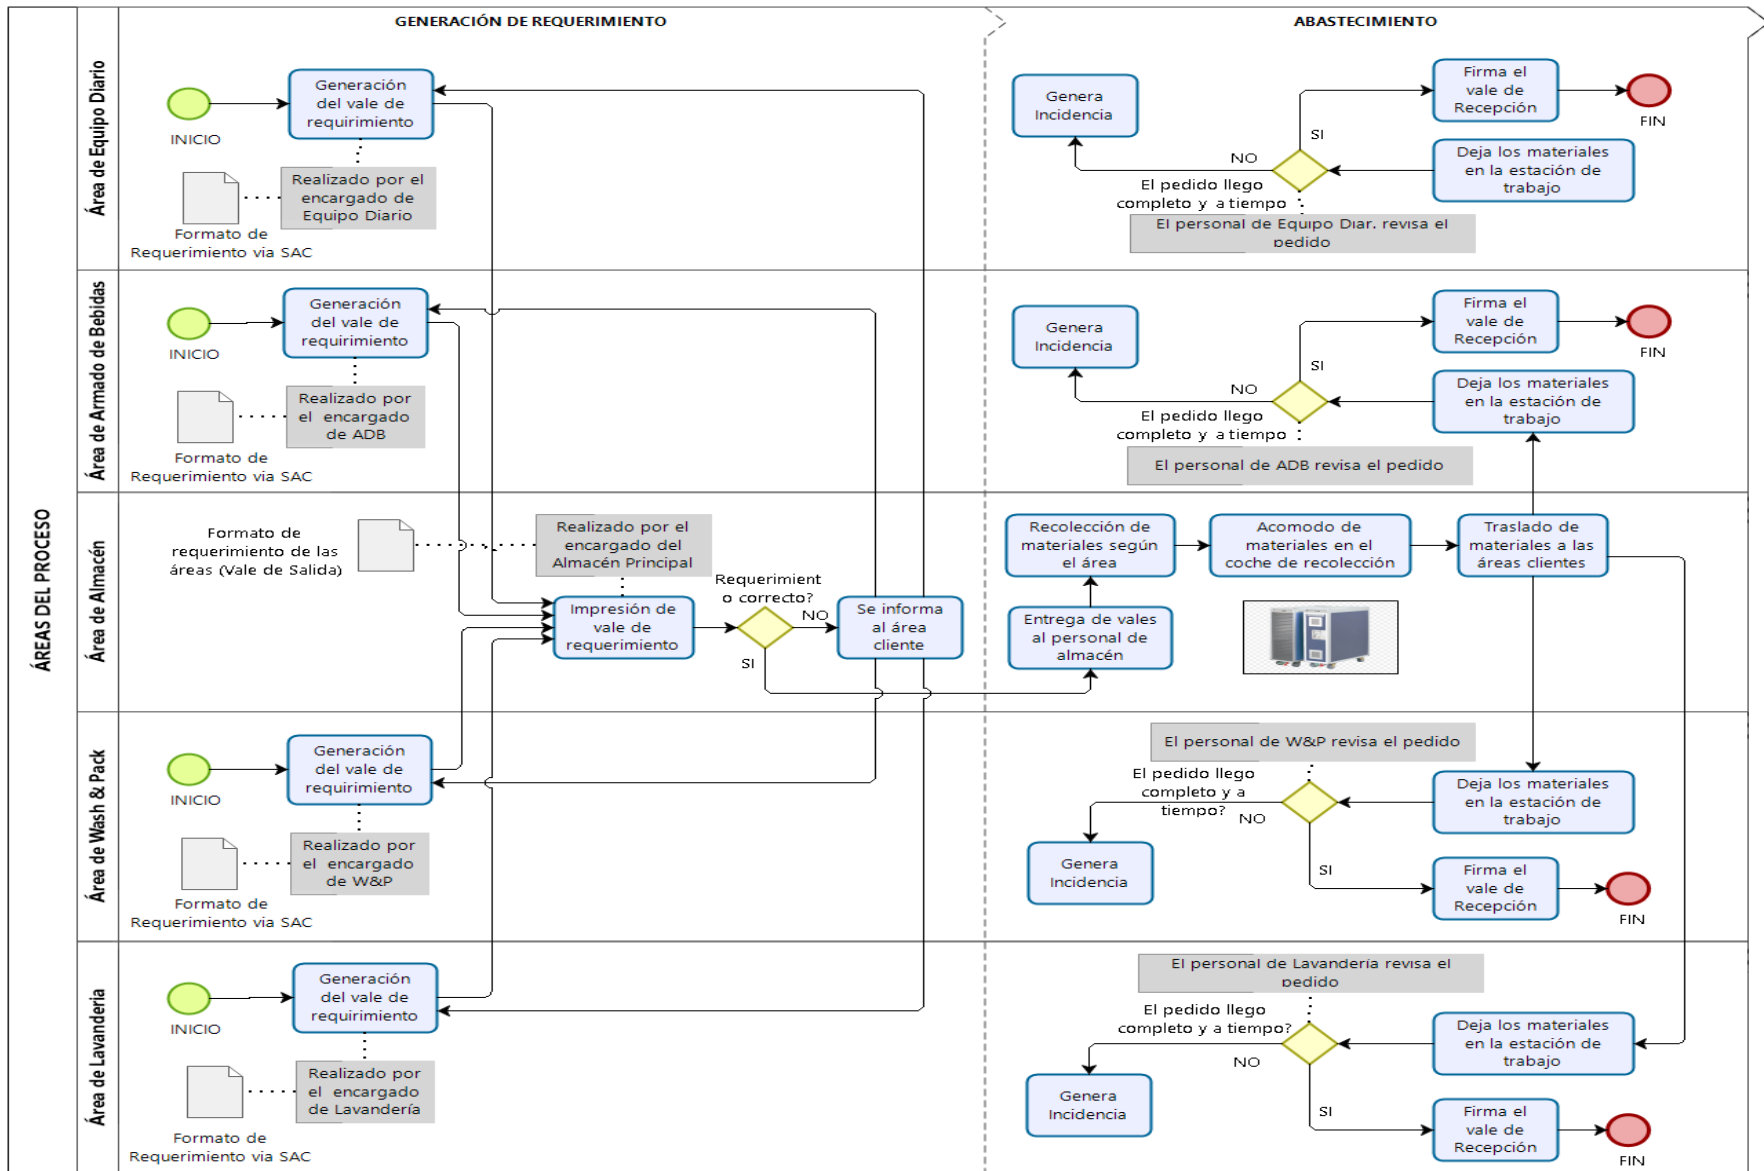 GENERACIÓN DE REQUERIMIENTO
ABASTECIMIENTO
ÁREAS DEL PROCESO
Área de Equipo Diario
INICIO
Generación
del vale de
requirimiento
Realizado por el
encargado de
Equipo Diario
Formato de
Requerimiento via SAC
Genera
Incidencia
NO
El pedido llego
completo y a tiempo
SI
El personal de Equipo Diar. revisa el
pedido
Firma el
vale de
Recepción
FIN
Deja los materiales
en la estación de
trabajo
Área de Armado de Bebidas
INICIO
Generación
del vale de
requirimiento
Realizado por
el encargado
de ADB
Formato de
Requerimiento via SAC
Genera
Incidencia
NO
El pedido llego
completo y a tiempo
SI
El personal de ADB revisa el pedido
Firma el
vale de
Recepción
FIN
Deja los materiales
en la estación de
trabajo
Área de Almacén
Formato de
requerimiento de las
áreas (Vale de Salida)
Realizado por el
encargado del
Almacén Principal
Impresión de
vale de
requerimiento
Requerimient
o correcto?
NO
SI
Se informa
al área
cliente
Recolección de
materiales según
el área
Entrega de vales
al personal de
almacén
Acomodo de
materiales en el
coche de recolección
Traslado de
materiales a las
áreas clientes
Área de Wash & Pack
INICIO
Generación
del vale de
requirimiento
Realizado por
el encargado
de W&P
Formato de
Requerimiento via SAC
El personal de W&P revisa el pedido
El pedido llego
completo y a
tiempo?
NO
SI
Genera
Incidencia
Deja los materiales
en la estación de
trabajo
Firma el
vale de
Recepción
FIN
Área de Lavanderia
INICIO
Generación
del vale de
requirimiento
Realizado por
el encargado
de Lavandería
Formato de
Requerimiento via SAC
El personal de Lavandería revisa el
pedido
El pedido llego
completo y a tiempo?
NO
SI
Genera
Incidencia
Deja los materiales
en la estación de
trabajo
Firma el
vale de
Recepción
FIN